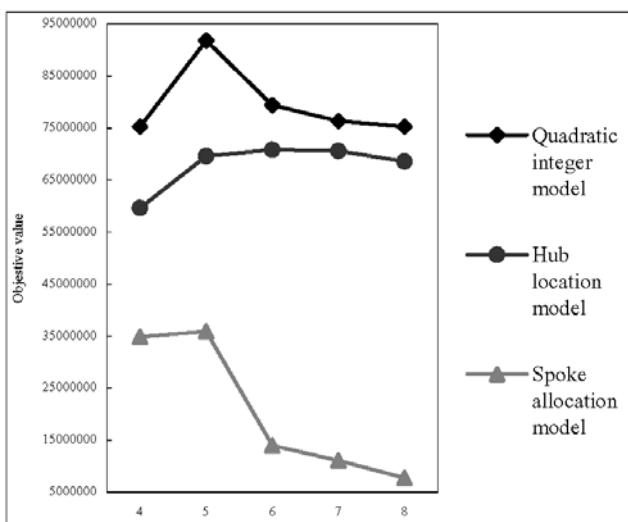 95000000
85000000
75000000
65000000
55000000
45000000
35000000
25000000
15000000
5000000
Objestive value
4 5 6 7 8
Quadratic
integer
model
Hub
location
model
Spoke
allocation
model